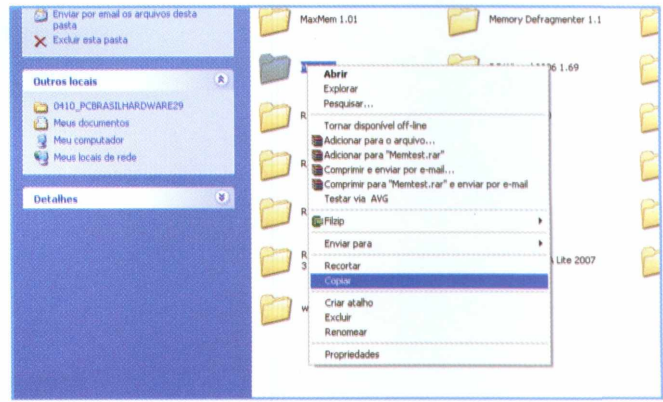 Enviar por email os arquivos desta
pasta
Excluir esta pasta
Outros locais
0410_PCBRASILHARDWARE29
Meus documentos
Meu computador
Meus locais de rede
Detalhes
MaxMem 1.01
Memory Defragmenter 1.1
1.69
Abrir
Explorar
Pesquisar...
Tornar disponível off-line
Adicionar para o arquivo...
Adicionar para "Memtest.rar"
Comprimir e enviar por e-mail...
Comprimir para "Memtest.rar" e enviar por e-mail
Testar via AVG
Filzip
Enviar para
Recortar
Copiar
Criar atalho
Excluir
Renomear
Propriedades
R
R
R
R
3
w
Lite 2007